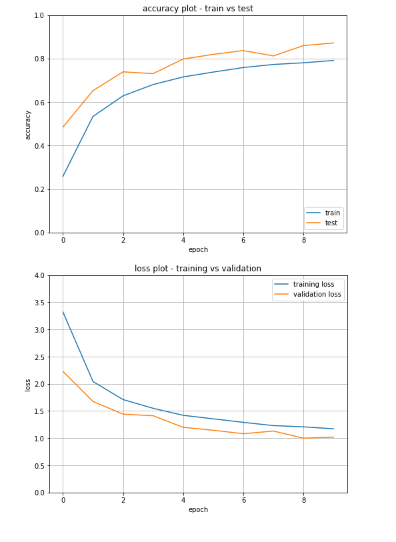 accuracy plot - train vs test
1.0
0.8
0.6
0.4
0.2
0.0
accuracy
0 2 4 6 8
epoch
train
test
loss plot - training vs validation
4.0
3.5
3.0
2.5
2.0
1.5
1.0
0.5
0.0
loss
0 2 4 6 8
epoch
training loss
validation loss